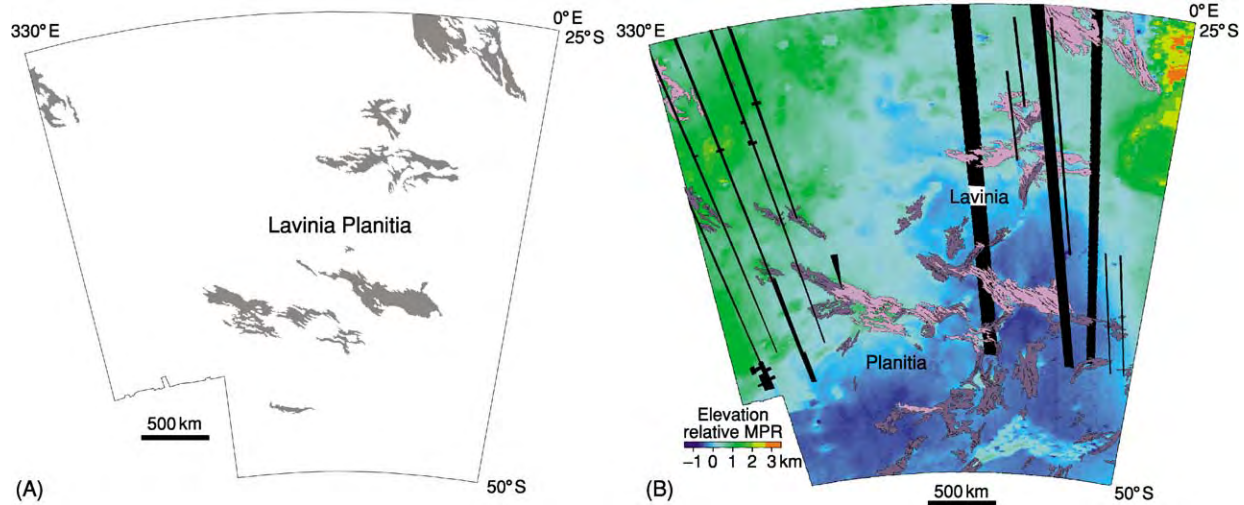 330° E
0° E
25° S
Lavinia Planitia
500 km
50° S
(A)
330° E
0° E
25° S
Lavinia
Planitia
Elevation
relative MPR
−1 0 1 2 3 km
500 km
50° S
(B)